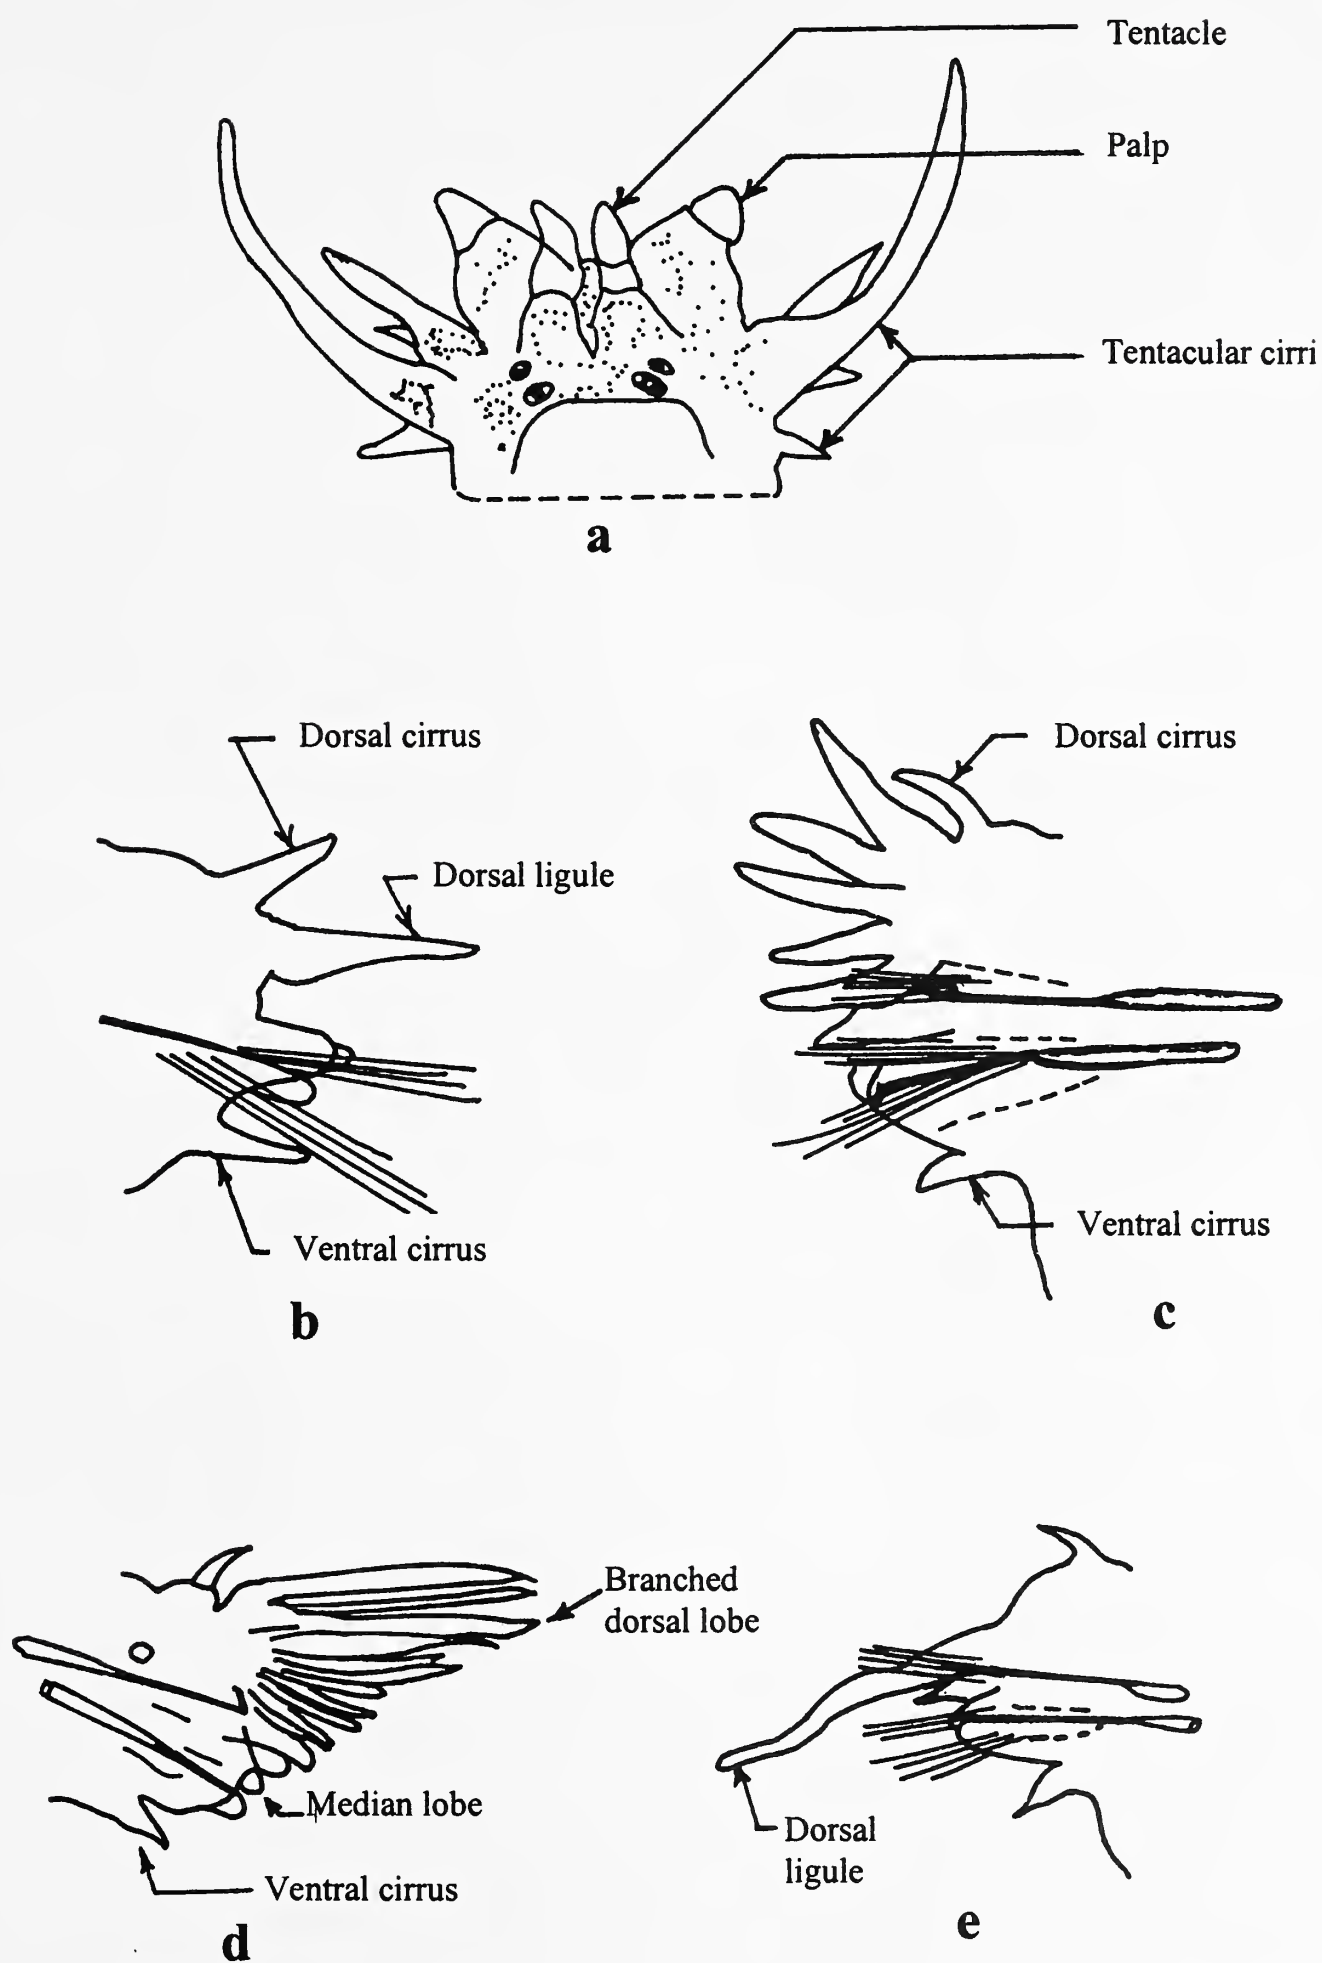 Tentacle
Palp
Tentacular cirri
a
Dorsal cirrus
Dorsal ligule
Ventral cirrus
b
Dorsal cirrus
Ventral cirrus
c
Branched
dorsal lobe
Median lobe
Ventral cirrus
d
Dorsal
ligule
e